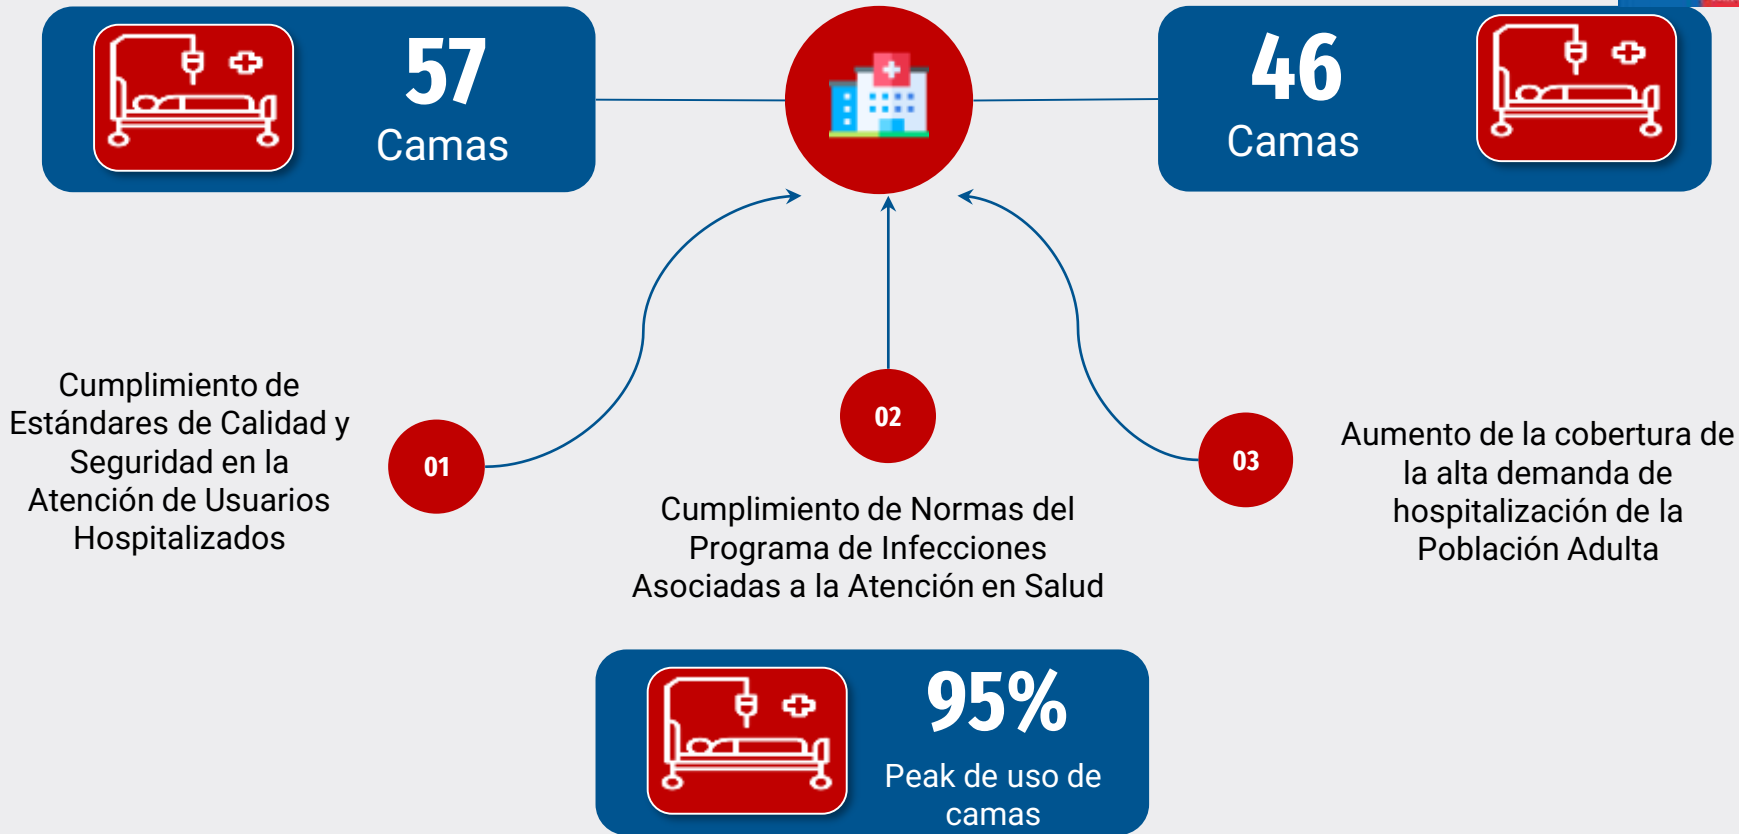 57
Camas
46
Camas
Cumplimiento de
Estándares de Calidad y
Seguridad en la
Atención de Usuarios
Hospitalizados
01
02
Cumplimiento de Normas del
Programa de Infecciones
Asociadas a la Atención en Salud
03
Aumento de la cobertura de
la alta demanda de
hospitalización de la
Población Adulta
95%
Peak de uso de
camas